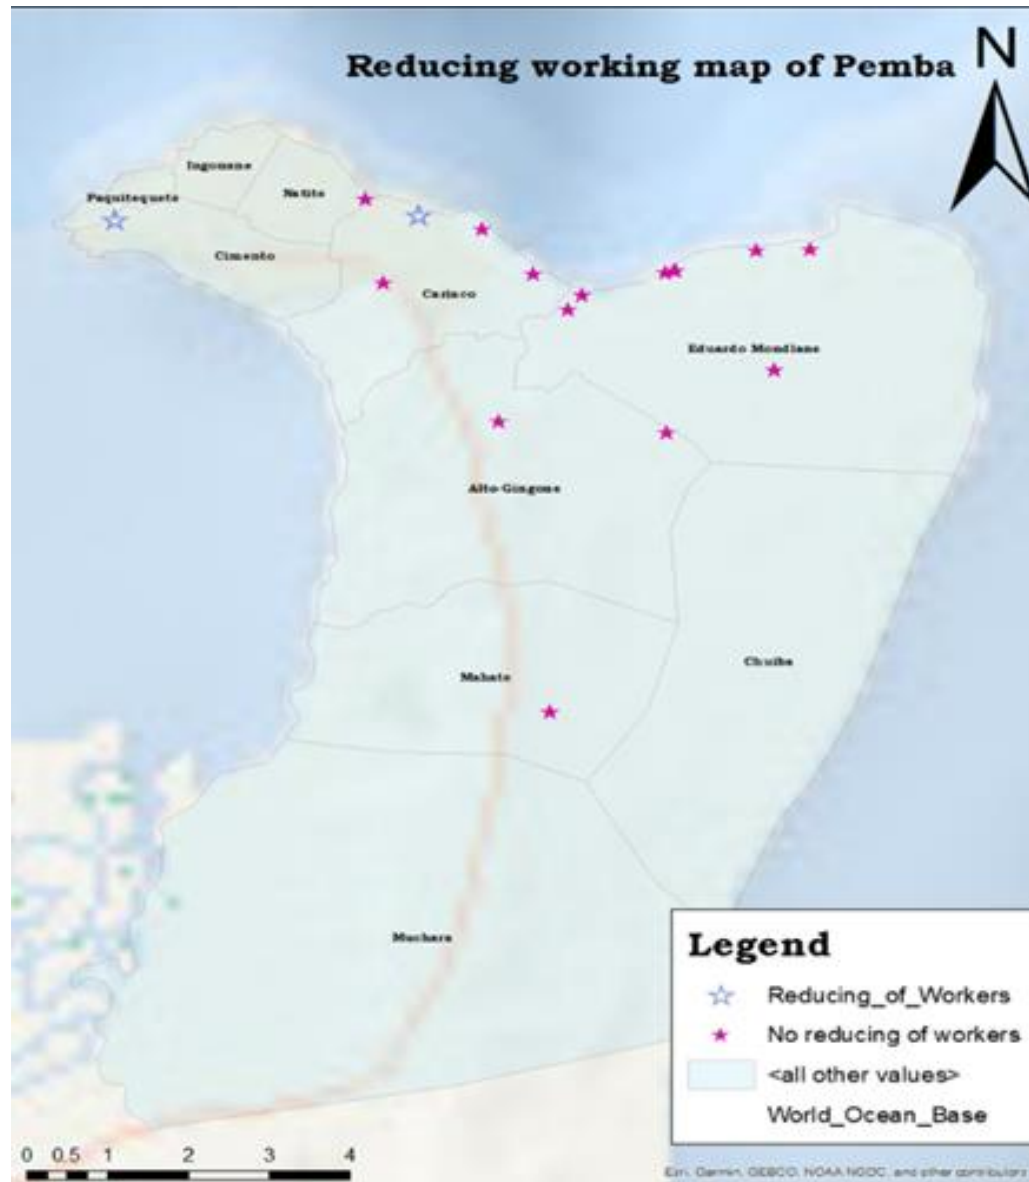 Reducing working map of Pemba
N
Ingonane
Paquitequete
Natite
Cimento
Cariaco
Eduardo Mondlane
Alto-Gingone
Chuiba
Mahate
Muchara
Legend
Reducing_of_Workers
No reducing of workers
<all other values>
World_Ocean_Base
0 0.5 1 2 3 4
Esri, Garmin, GEBCO, NOAA NGDC, and other contributors